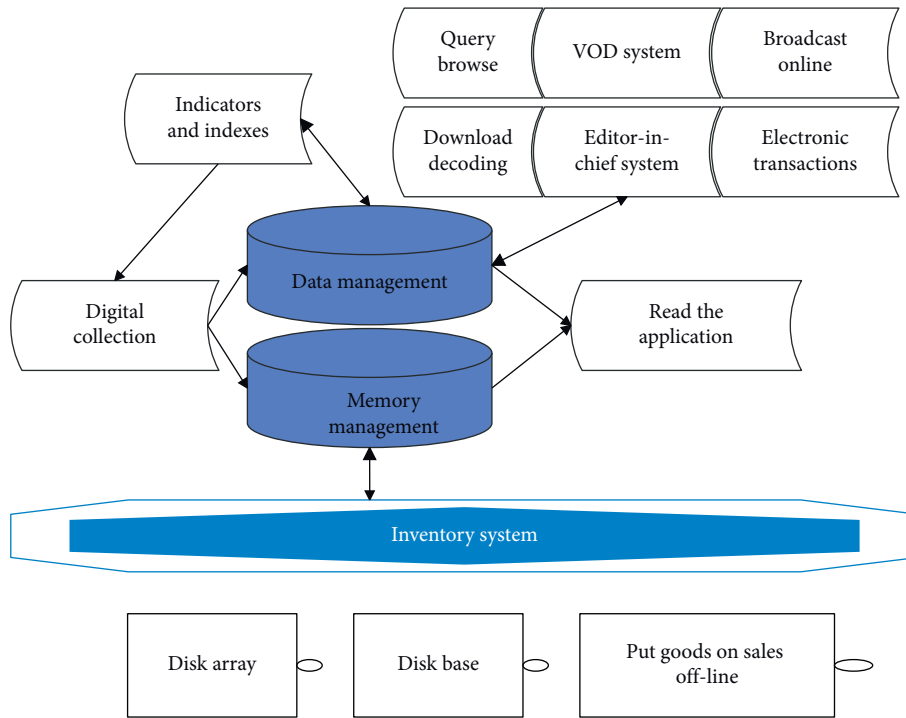 Query
browse
VOD system
Broadcast
online
Indicators
and indexes
Download
decoding
Editor-in-
chief system
Electronic
transactions
Data management
Digital
collection
Read the
application
Memory
management
Inventory system
Disk array
Disk base
Put goods on sales
off-line